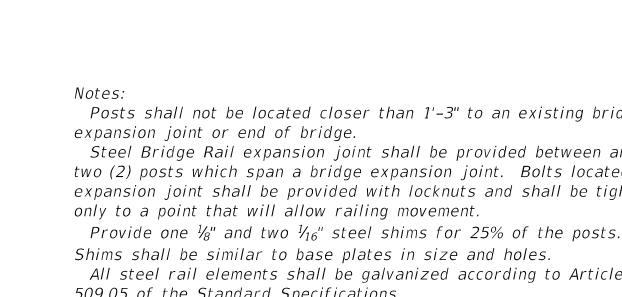 Notes:
Posts shall not be located closer than 1'-3" to an existing
expansion joint or end of bridge.
Steel Bridge Rail expansion joint shall be provided between
two (2) posts which span a bridge expansion joint. Bolts
expansion joint shall be provided with locknuts and shall be
only to a point that will allow railing movement.
Provide one ⅛" and two 1/16" steel shims for 25% of the posts.
Shims shall be similar to base plates in size and holes.
All steel rail elements shall be galvanized according to Article
509.05 of the Standard Specifications.